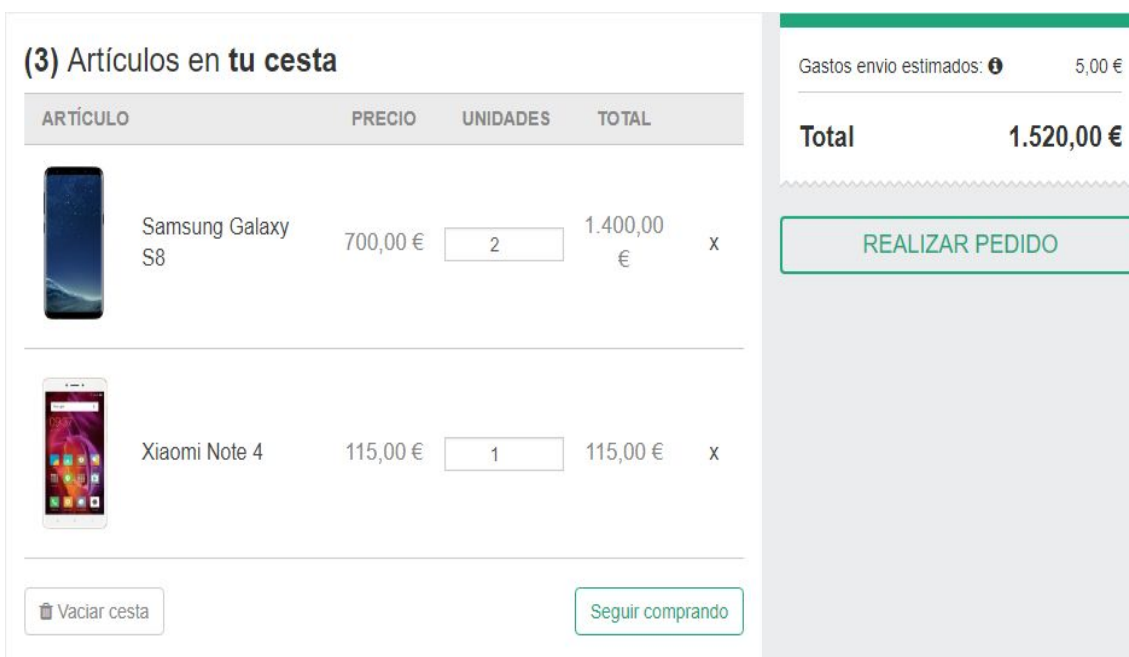 (3) Artículos en tu cesta
ARTÍCULO PRECIO UNIDADES TOTAL
Samsung Galaxy
S8
700,00 € 2 1.400,00
€ x
Xiaomi Note 4 115,00 € 1 115,00 € x
Vaciar cesta Seguir comprando
Gastos envio estimados: 5,00 €
Total 1.520,00 €
REALIZAR PEDIDO